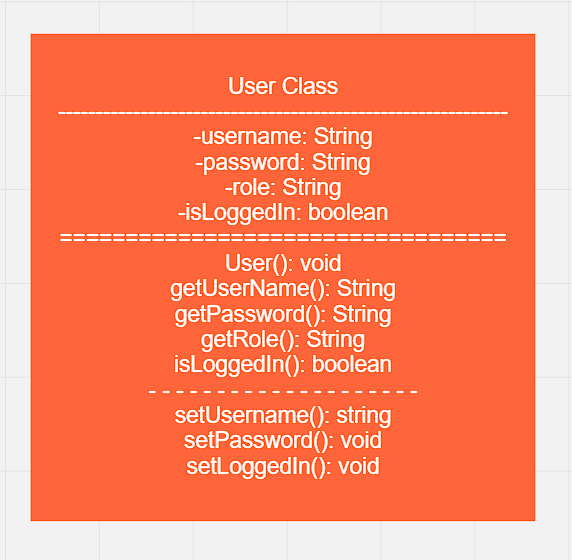 User Class
------------------------------------------------------------
-username: String
-password: String
-role: String
-isLoggedIn: boolean
==================================
User(): void
getUserName(): String
getPassword(): String
getRole(): String
isLoggedIn(): boolean
- - - - - - - - - - - - - - - - - - - -
setUsername(): string
setPassword(): void
setLoggedIn(): void